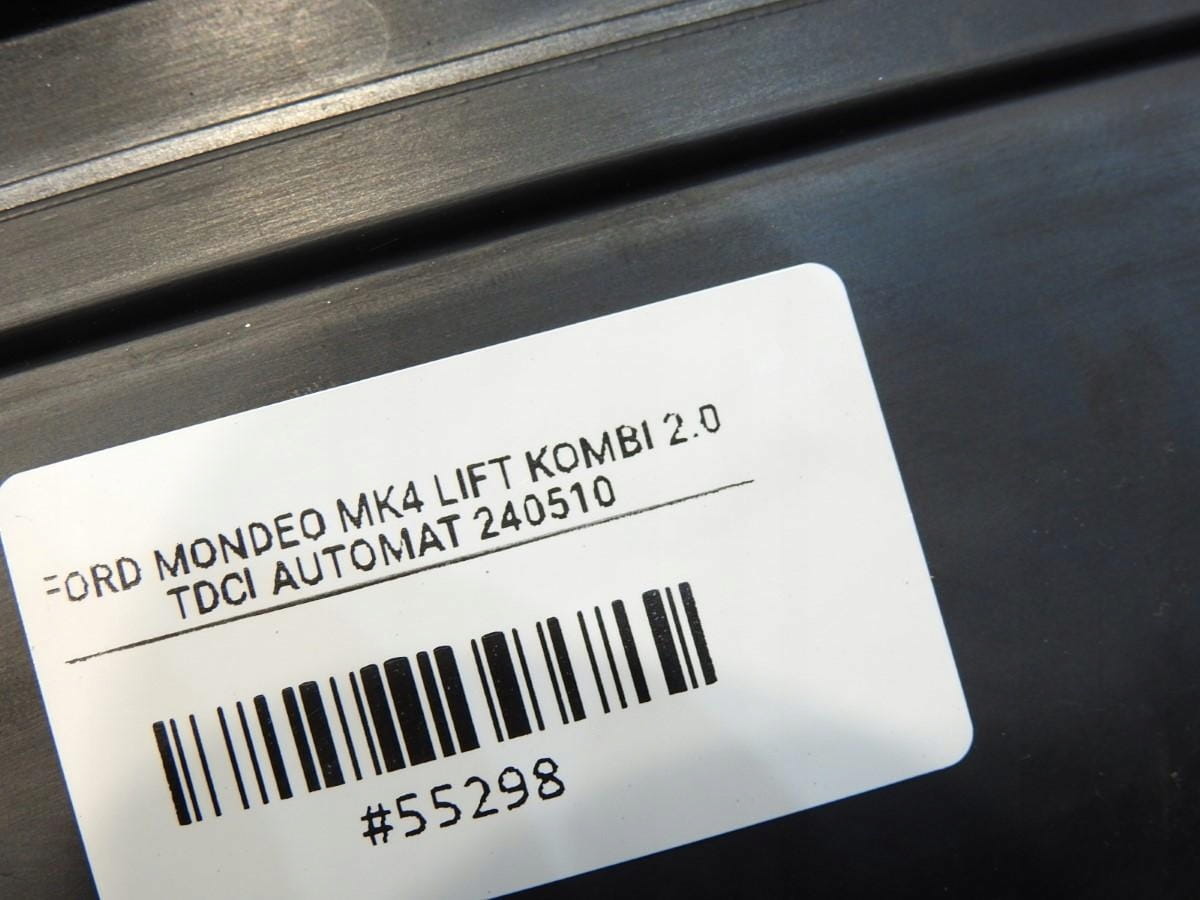 FORD MONDEO MK4 LIFT KOMBI 2.0
TDCI AUTOMAT 240510
#55298